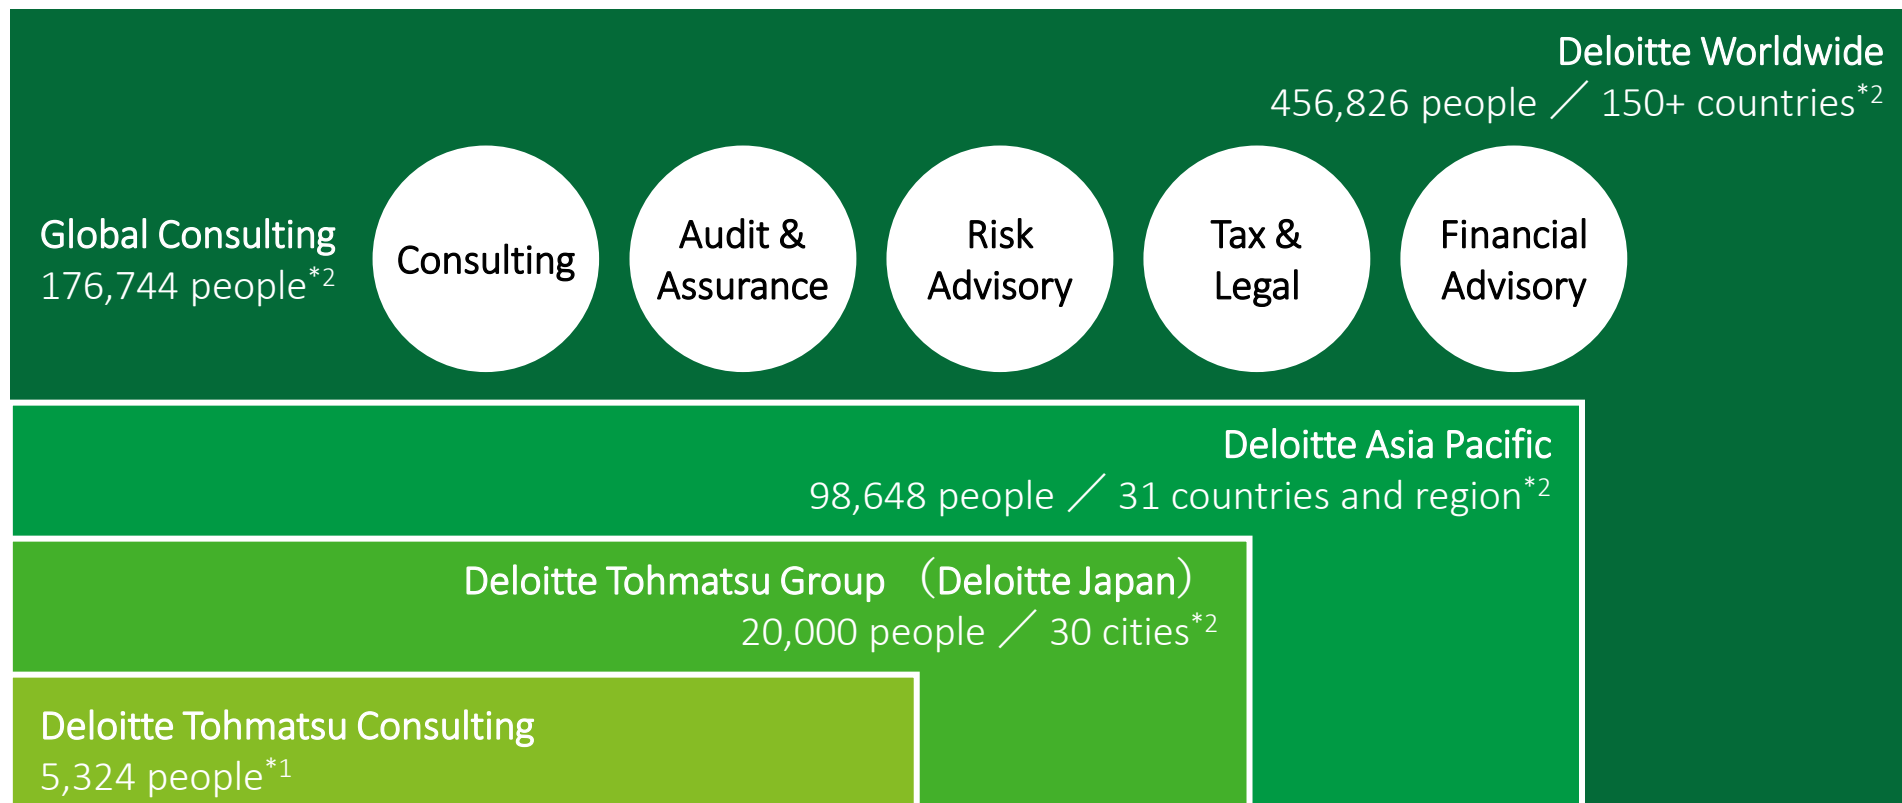 Deloitte Worldwide
456,826 people ／ 150+ countries*2
Global Consulting
176,744 people*2
Consulting
Audit &
Assurance
Risk
Advisory
Tax &
Legal
Financial
Advisory
Deloitte Asia Pacific
98,648 people ／ 31 countries and region*2
Deloitte Tohmatsu Group （Deloitte Japan）
20,000 people ／ 30 cities*2
Deloitte Tohmatsu Consulting
5,324 people*1